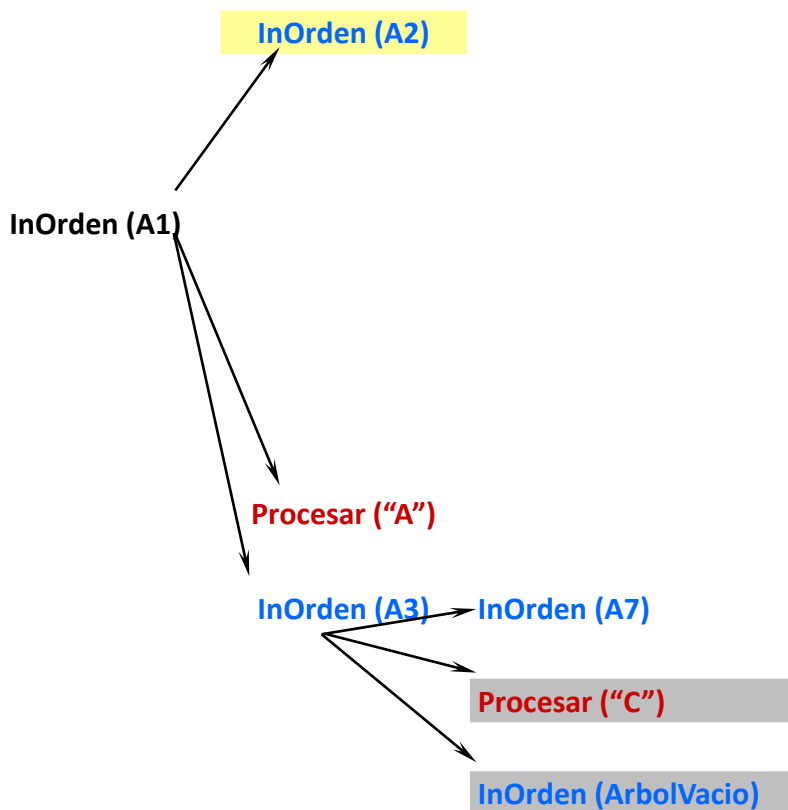 InOrden (A2)
InOrden (A1)
Procesar (“A”)
InOrden (A3)
InOrden (A7)
Procesar (“C”)
InOrden (ArbolVacio)